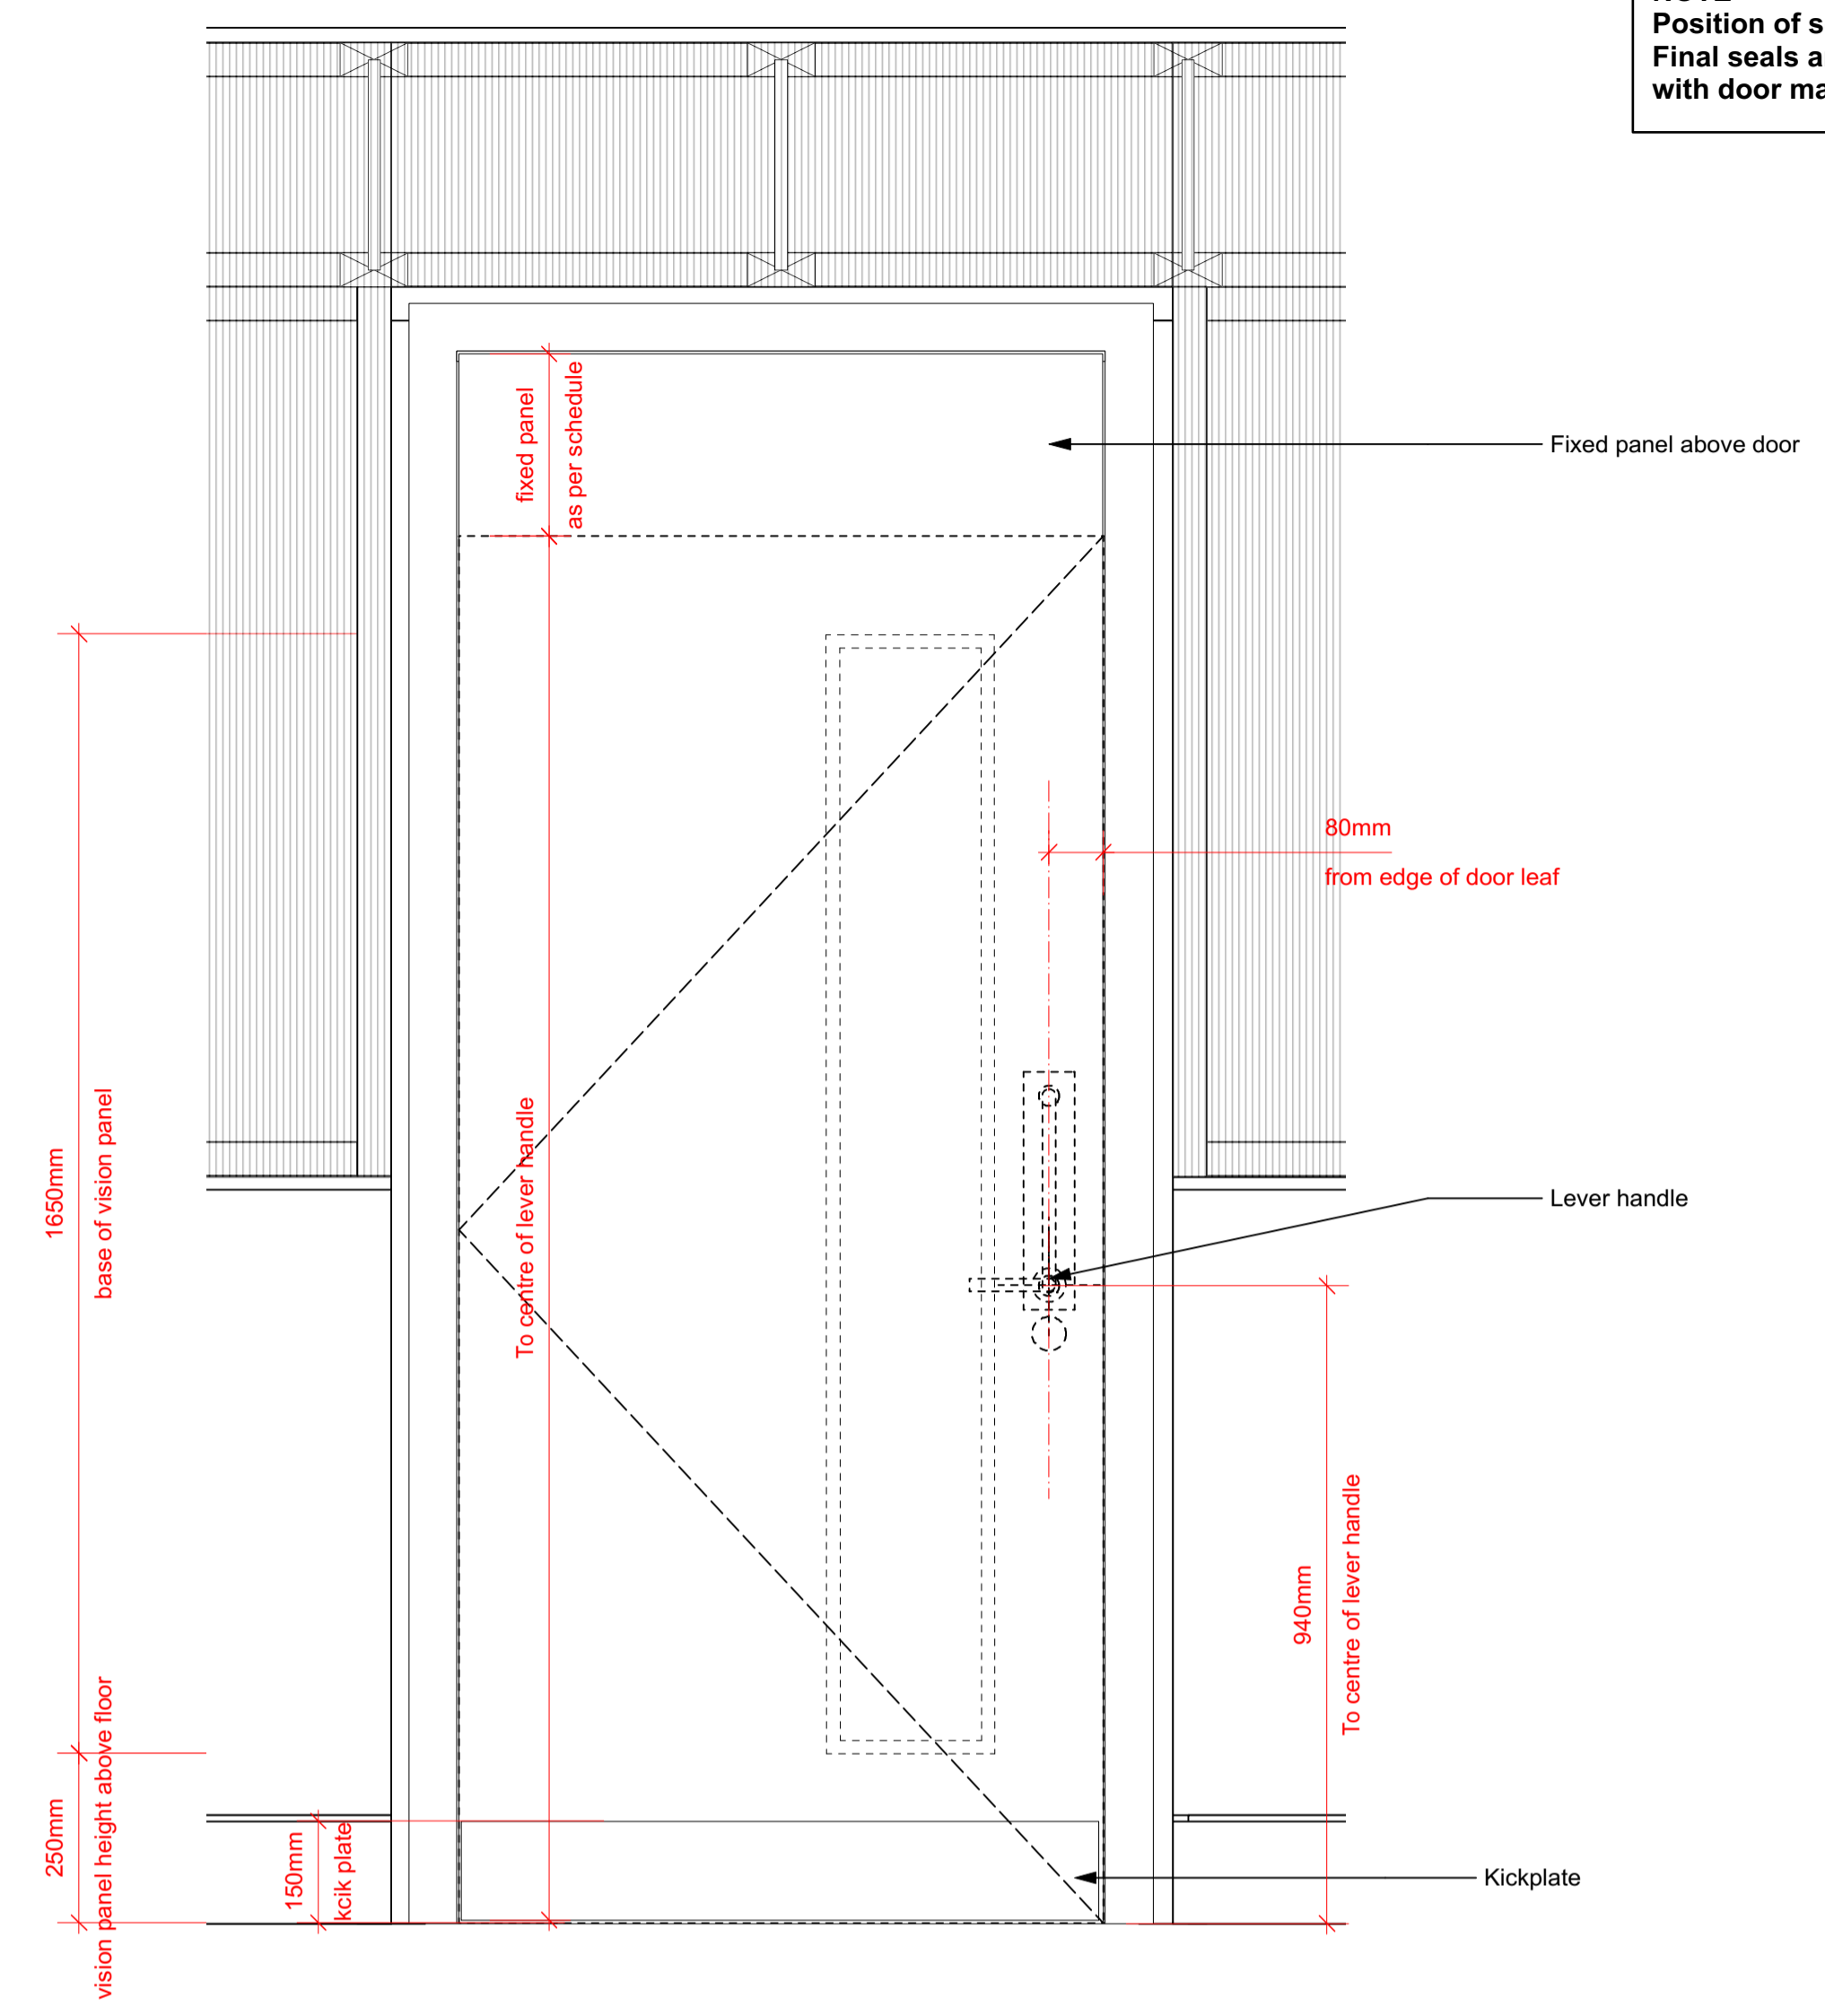 Position of s
Final seals a
with door ma
fixed panel
as per schedule
Fixed panel above door
80mm
from edge of door leaf
1650mm
base of vision panel
To centre of lever handle
Lever handle
940mm
To centre of lever handle
250mm
vision panel height above floor
150mm
kcik plate
Kickplate